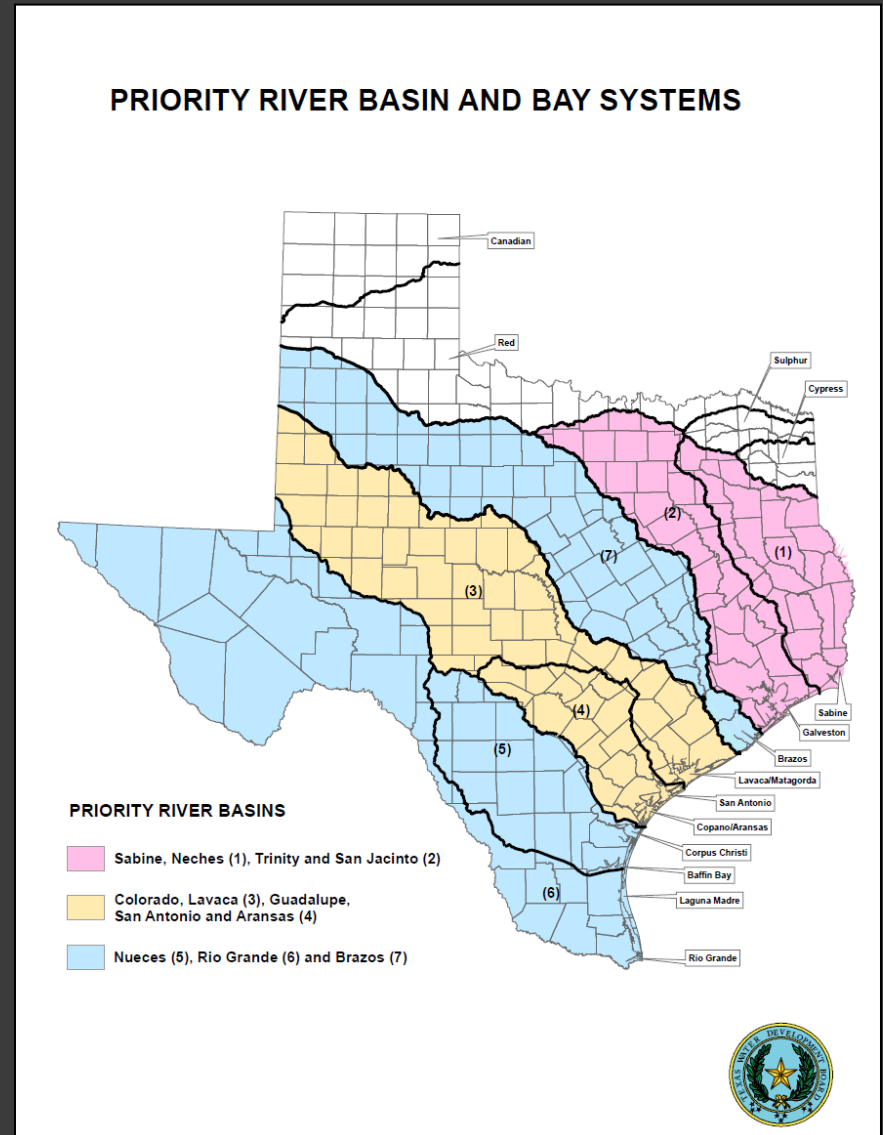 PRIORITY RIVER BASIN AND BAY SYSTEMS
Canadian
Red
Sulphur
Cypress
(2)
(1)
(7)
(3)
(4)
(5)
(6)
Sabine
Galveston
Brazos
Lavaca/Matagorda
San Antonio
Copano/Aransas
Corpus Christi
Baffin Bay
Laguna Madre
Rio Grande
PRIORITY RIVER BASINS
Sabine, Neches (1), Trinity and San Jacinto (2)
Colorado, Lavaca (3), Guadalupe,
San Antonio and Aransas (4)
Nueces (5), Rio Grande (6) and Brazos (7)
TEXAS WATER DEVELOPMENT BOARD